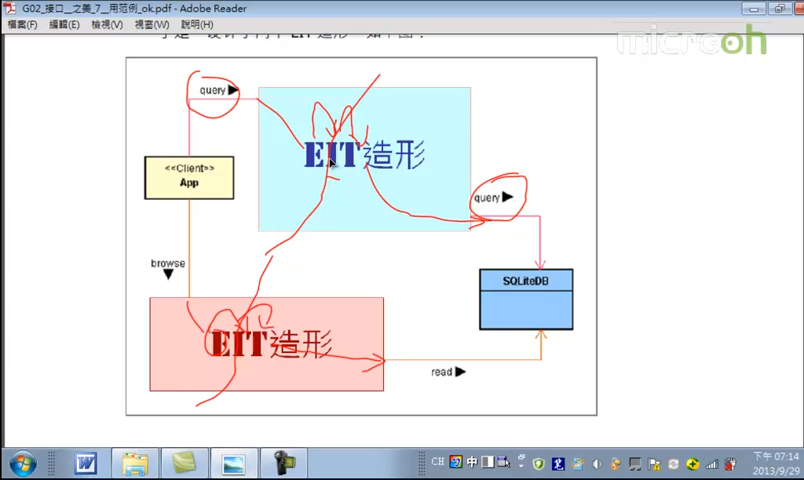 G02_接口__之美_7__用范例_ok.pdf - Adobe Reader
檔案(F) 編輯(E) 檢視(V) 視窗(W) 說明(H)
microoh
query
EIT造形
<<Client>>
App
query
browse
SQLiteDB
EIT造形
read
CH 中
下午 07:14
2013/9/29